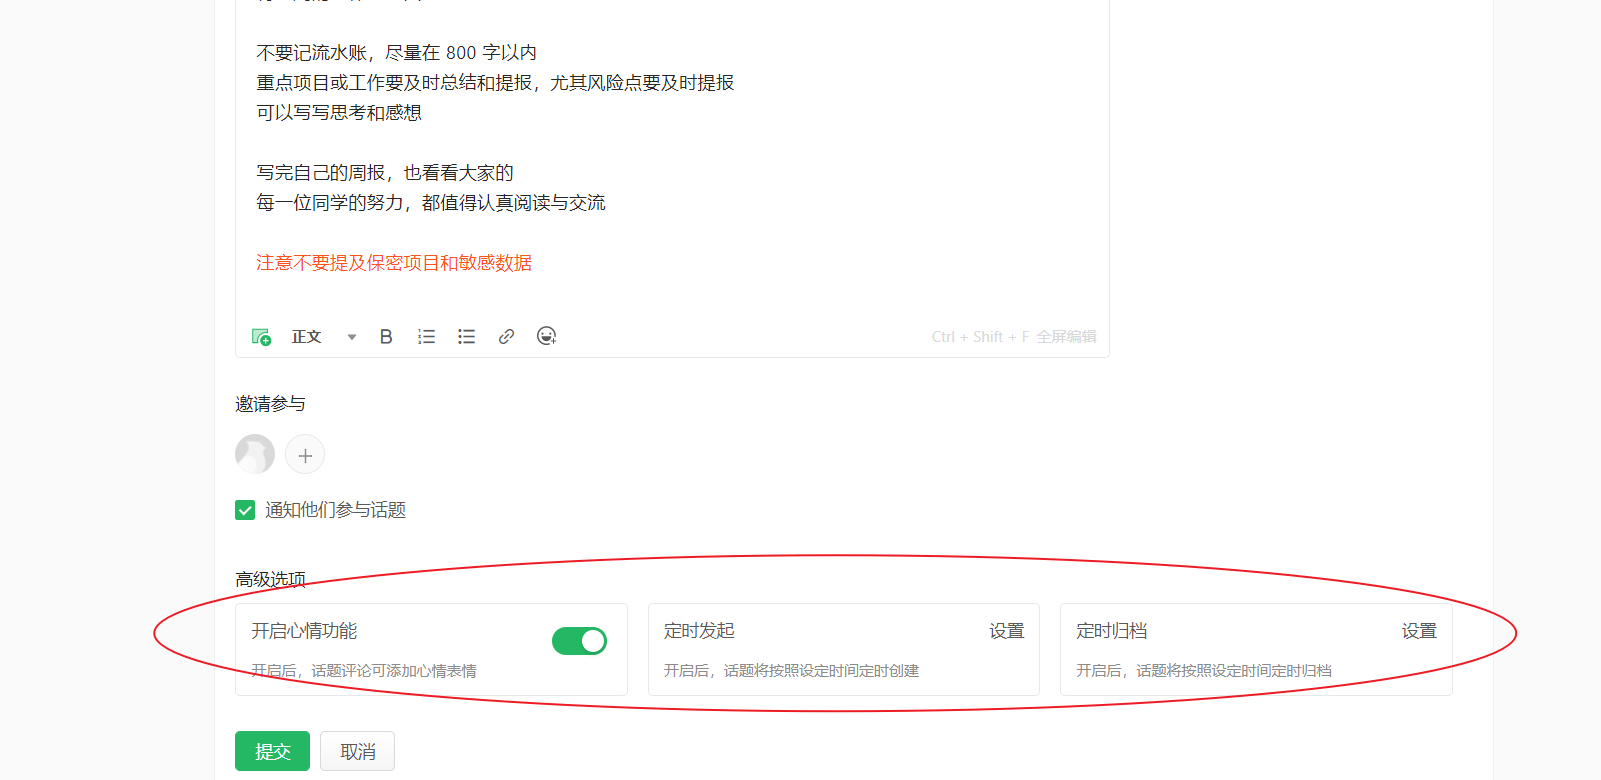 不要记流水账，尽量在 800 字以内
重点项目或工作要及时总结和提报，尤其风险点要及时提报
可以写写思考和感想
写完自己的周报，也看看大家的
每一位同学的努力，都值得认真阅读与交流
注意不要提及保密项目和敏感数据
正文 B Ctrl + Shift + F 全屏编辑
邀请参与
通知他们参与话题
高级选项
开启心情功能
开启后，话题评论可添加心情表情
定时发起 设置
开启后，话题将按照设定时间定时创建
定时归档 设置
开启后，话题将按照设定时间定时归档
提交 取消